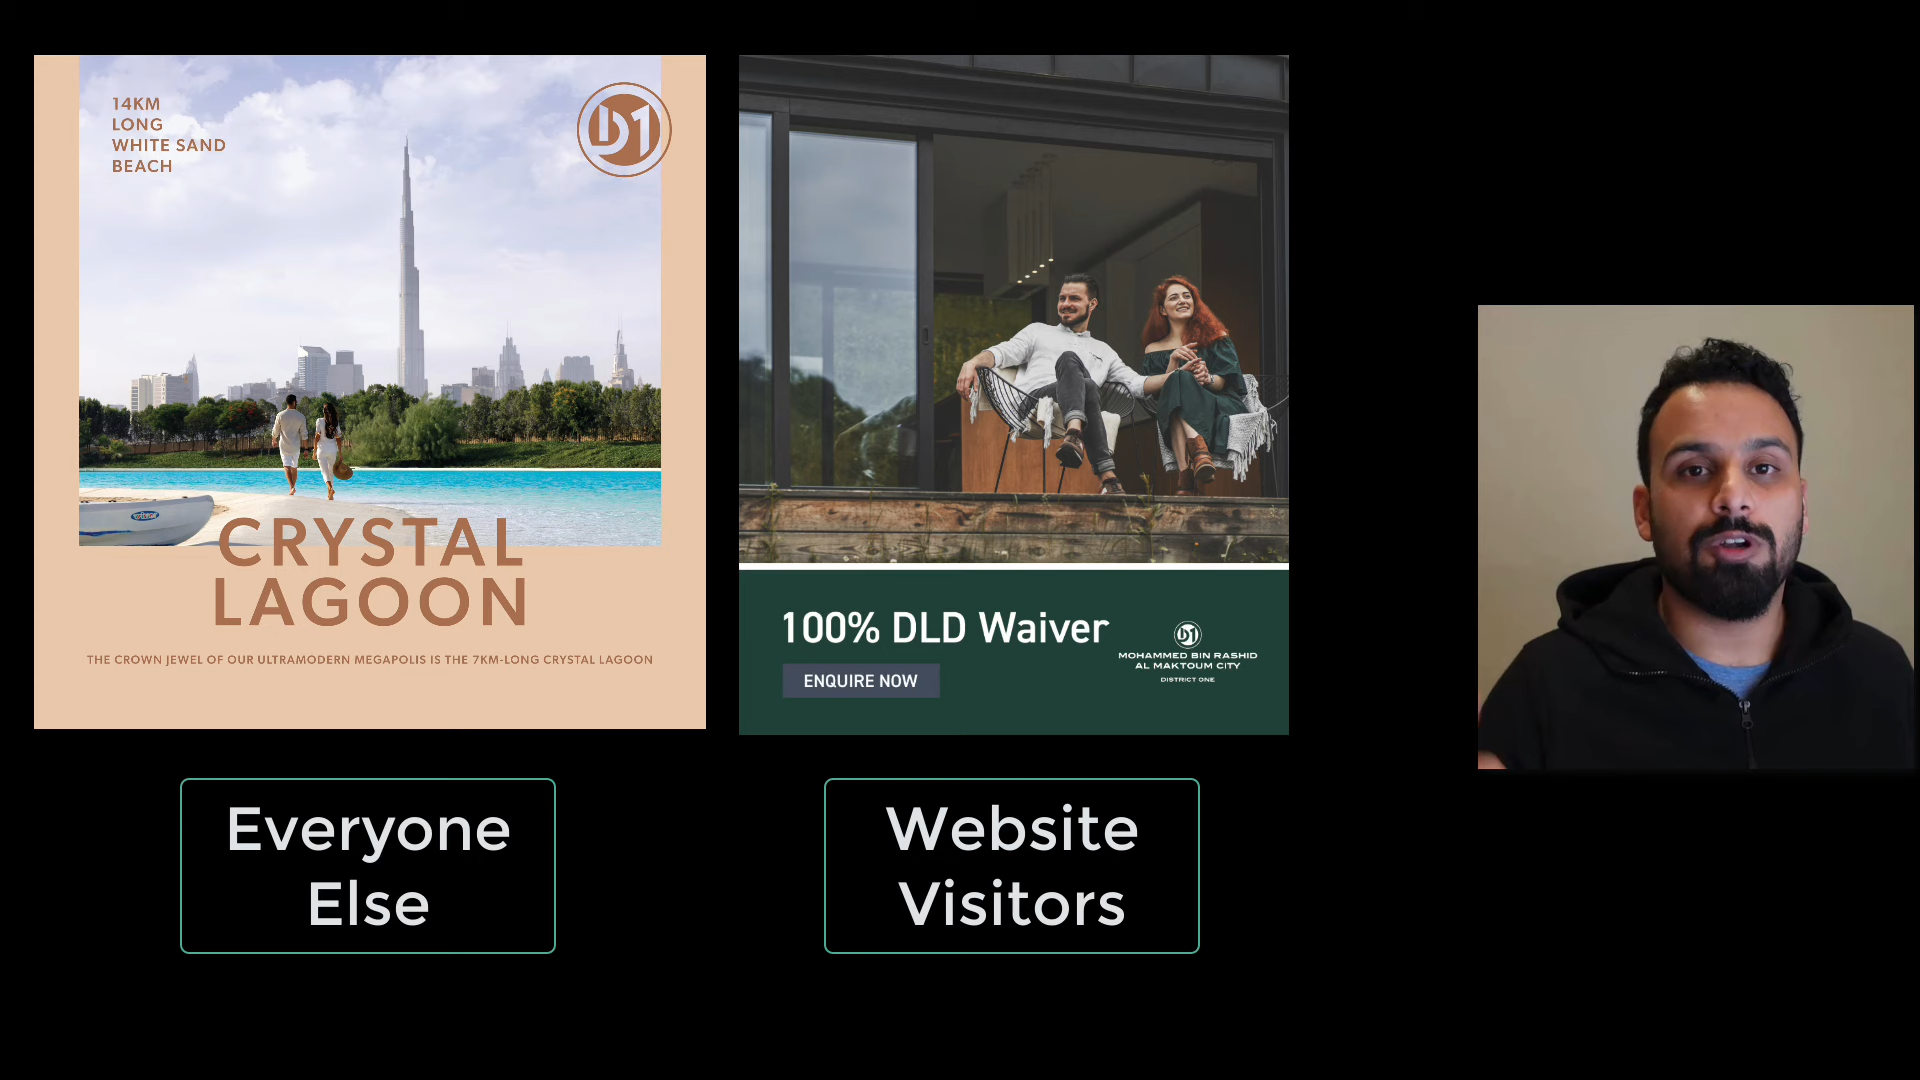 14KM
LONG
WHITE SAND
BEACH
D1
CRYSTAL
LAGOON
THE CROWN JEWEL OF OUR ULTRAMODERN MEGAPOLIS IS THE 7KM-LONG CRYSTAL LAGOON
100% DLD Waiver
ENQUIRE NOW
D1
MOHAMMED BIN RASHID
AL MAKTOUM CITY
DISTRICT ONE
Everyone
Else
Website
Visitors